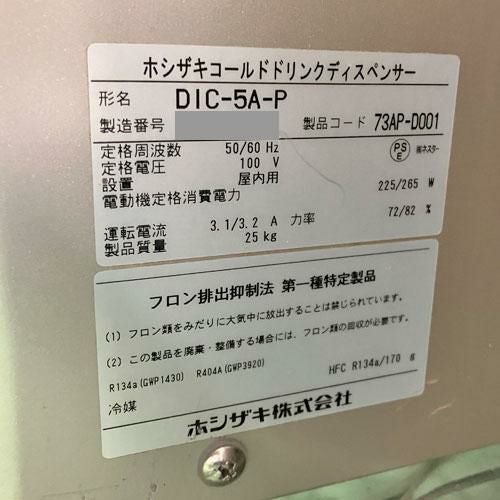 ホシザキコールドドリンクディスペンサー
形名 DIC-5A-P
製造番号 製品コード 73AP-D001
定格周波数 50/60 Hz PSE ㈱ネスター
定格電圧 100 V
設置 屋内用
電動機定格消費電力 225/265 W
運転電流 3.1/3.2 A 力率 72/82 %
製品質量 25 kg
フロン排出抑制法 第一種特定製品
(1) フロン類をみだりに大気中に放出することは禁じられています。
(2) この製品を廃棄・整備する場合には、フロン類の回収が必要です。
R134a(GWP1430) R404A(GWP3920)
冷媒 HFC R134a/170 g
ホシザキ株式会社